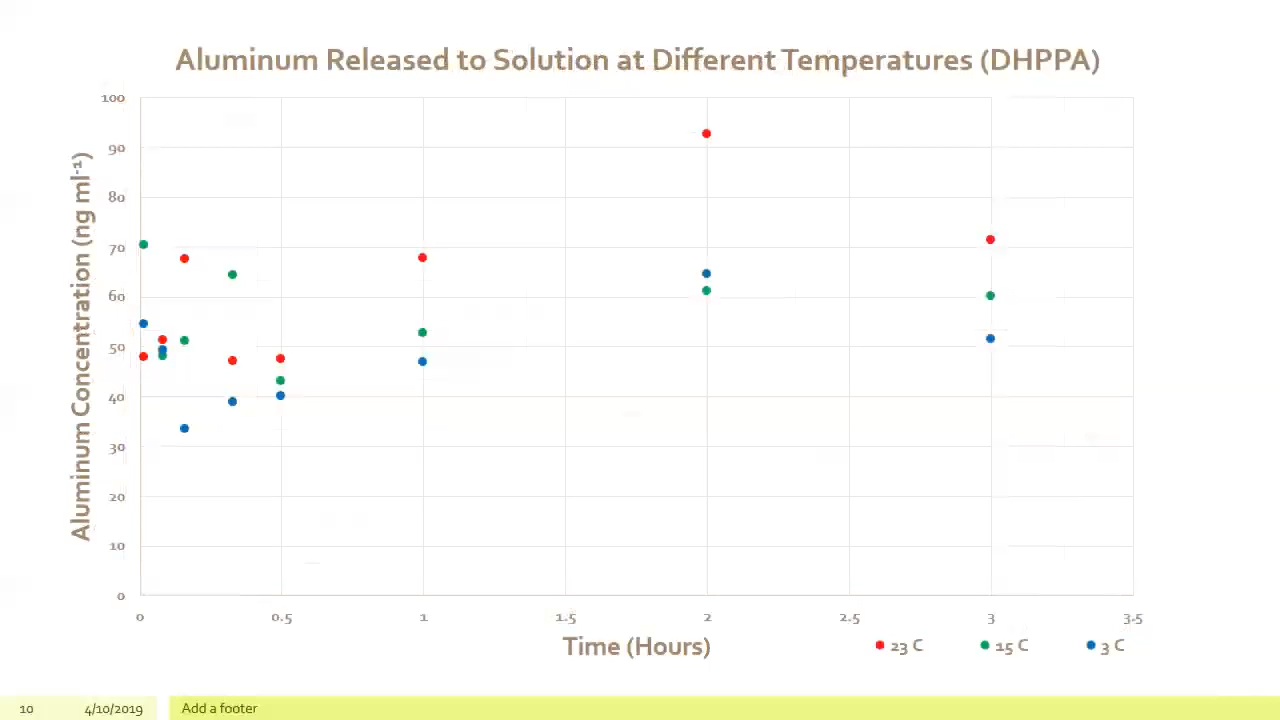 Aluminum Released to Solution at Different Temperatures (DHPPA)
Aluminum Concentration (ng ml⁻¹)
100
90
80
70
60
50
40
30
20
10
0
0 0.5 1 1.5 2 2.5 3 3.5
Time (Hours)
23 C 15 C 3 C
10 4/10/2019 Add a footer